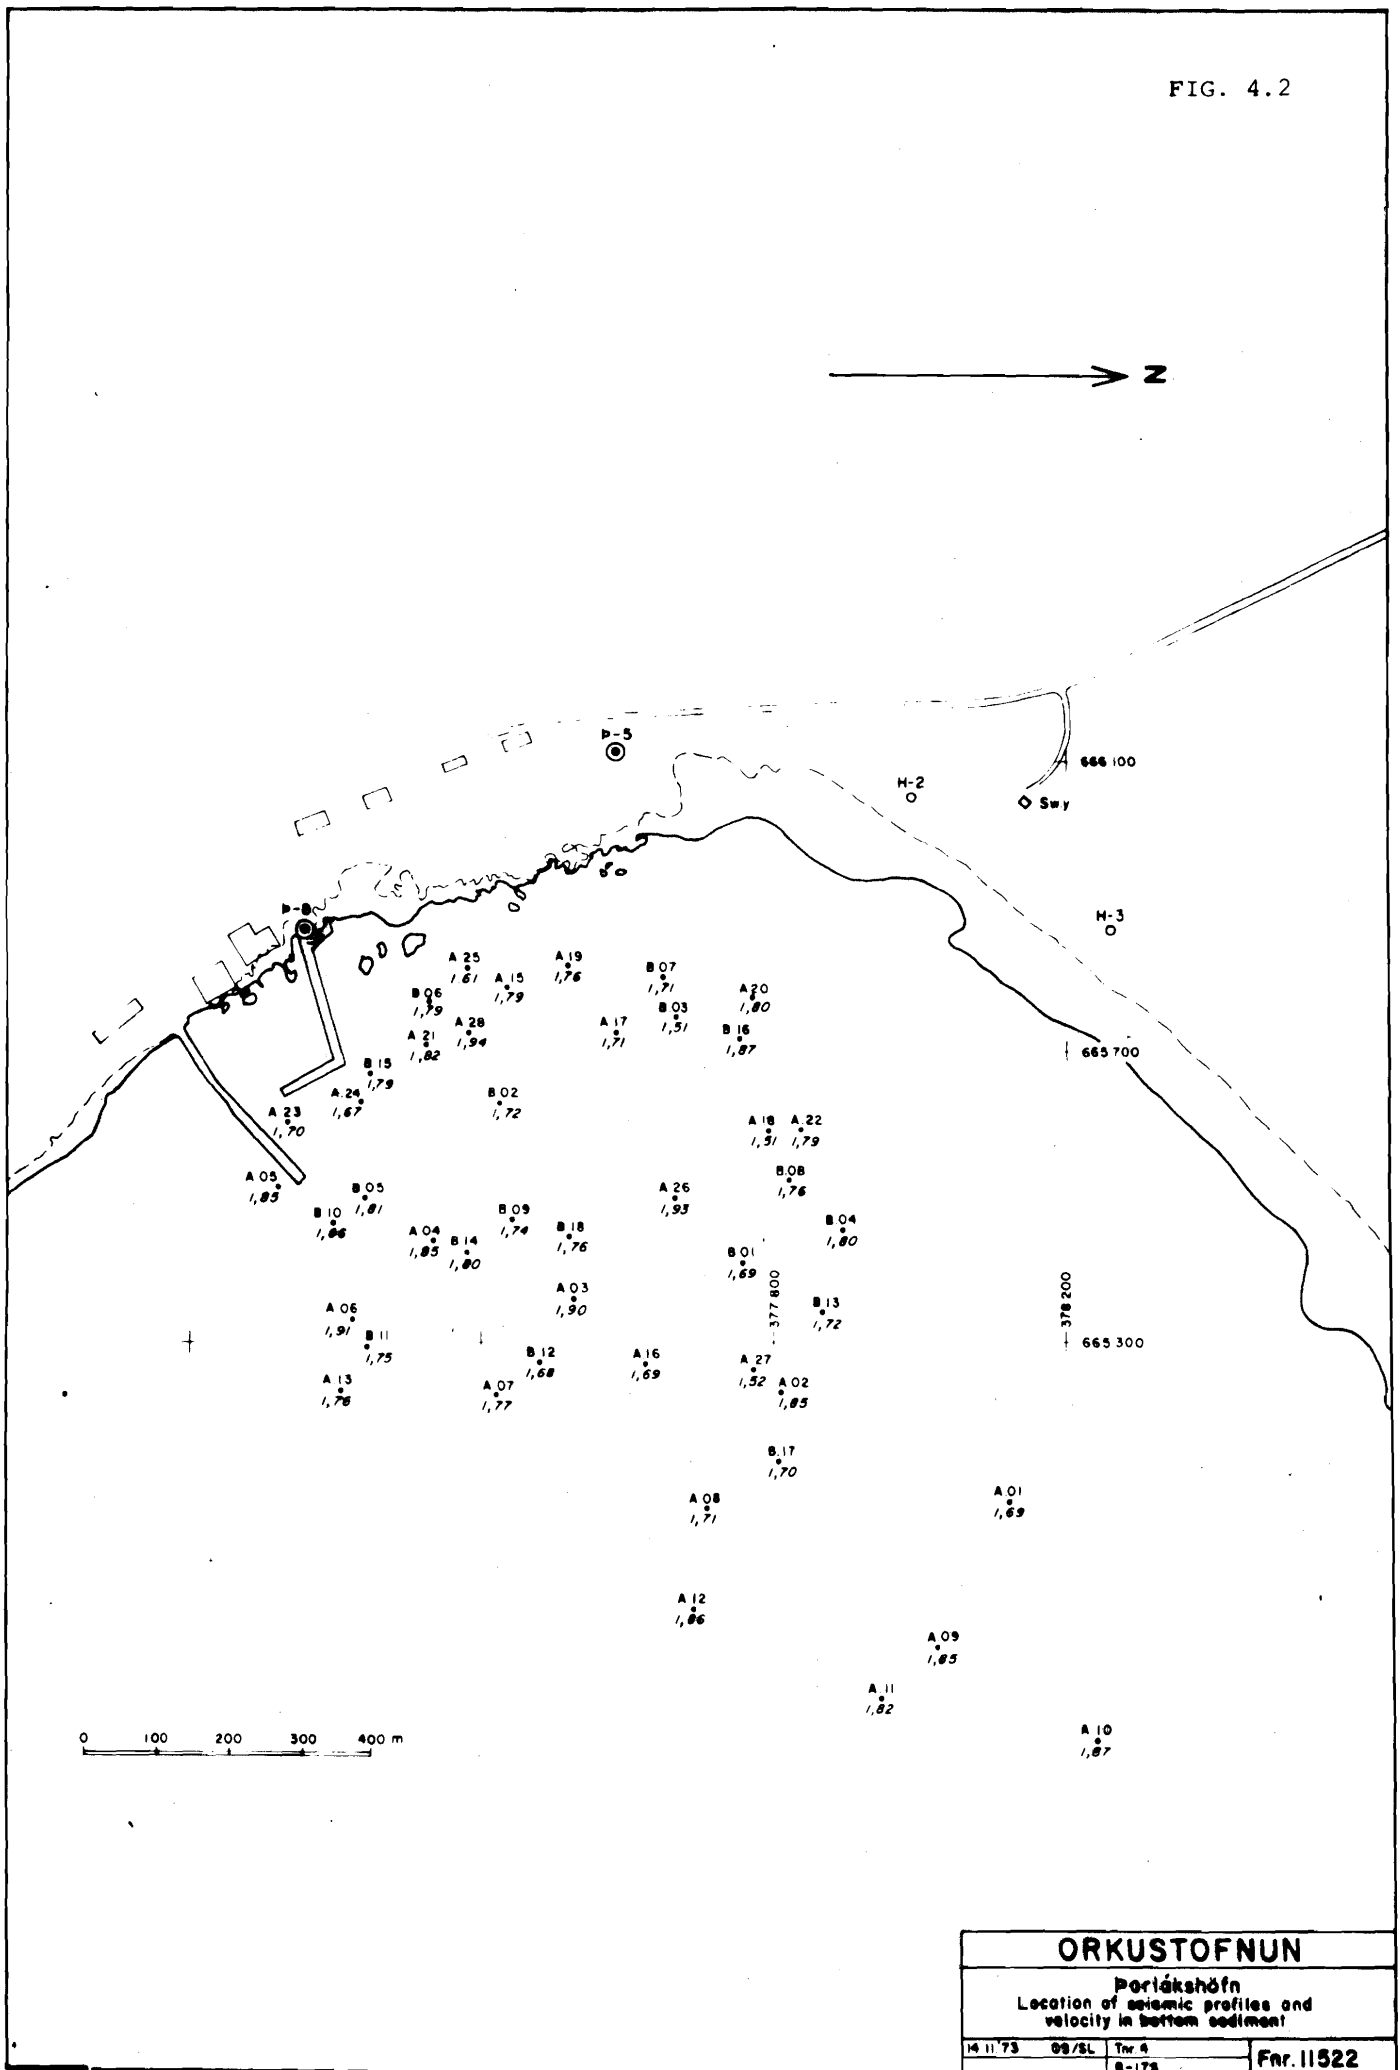 FIG. 4.2
N
Þ-5
666 100
H-2
Swy
Þ-8
H-3
A 25
1.61
A 19
1,76
A 15
1,79
B 07
1,71
B 06
1,79
A 20
1,80
B 03
1,51
A 28
1,94
A 17
1,71
B 16
1,87
A 21
1,82
665 700
B 15
1,79
A 24
1,67
B 02
1,72
A 23
1,70
A 18
1,51
A 22
1,79
A 05
1,85
B 05
1,81
A 26
1,93
B 08
1,76
B 10
1,86
B 09
1,74
A 04
1,85
B 14
1,80
B 18
1,76
B 04
1,80
B 01
1,69
377 800
378 200
A 03
1,90
A 06
1,91
B 13
1,72
B 11
1,75
665 300
B 12
1,68
A 16
1,69
A 27
1,52
A 13
1,76
A 07
1,77
A 02
1,85
B 17
1,70
A 08
1,71
A 01
1,69
A 12
1,86
A 09
1,85
A 11
1,82
A 10
1,87
0 100 200 300 400 m
ORKUSTOFNUN
Þorlákshöfn
Location of seismic profiles and
velocity in bottom sediment
14 11 '73 Tnr. 4
Fnr. 11522